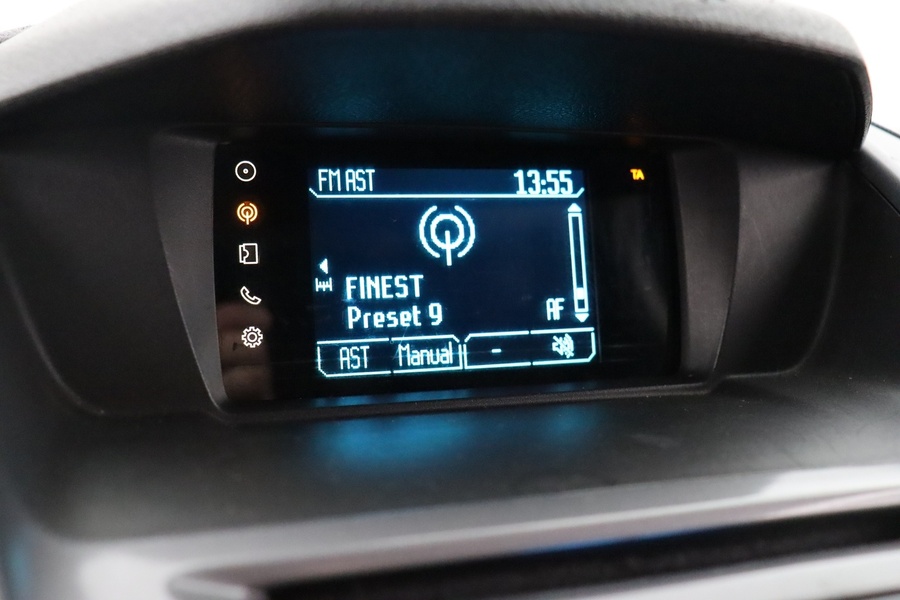 FM AST 13:55 TA
FINEST
Preset 9 AF
AST Manual -